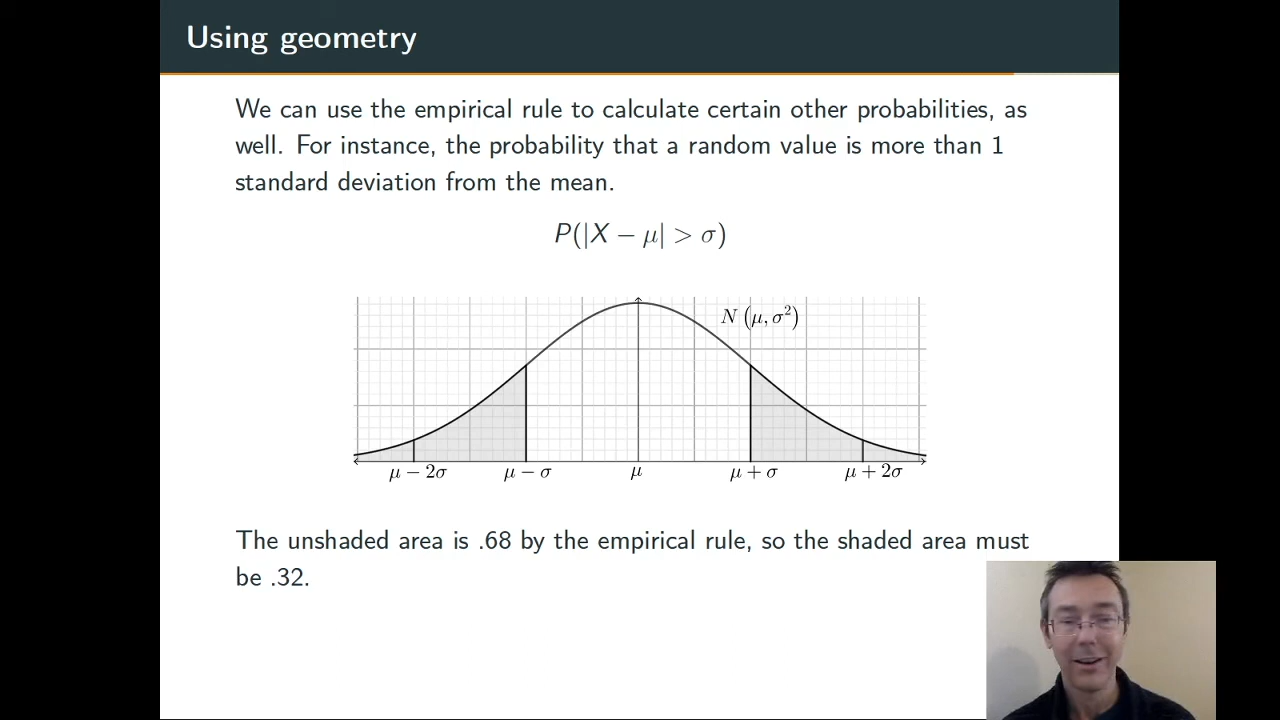 Using geometry
We can use the empirical rule to calculate certain other probabilities, as
well. For instance, the probability that a random value is more than 1
standard deviation from the mean.
P(|X − μ| > σ)
N (μ, σ²)
μ − 2σ μ − σ μ μ + σ μ + 2σ
The unshaded area is .68 by the empirical rule, so the shaded area must
be .32.